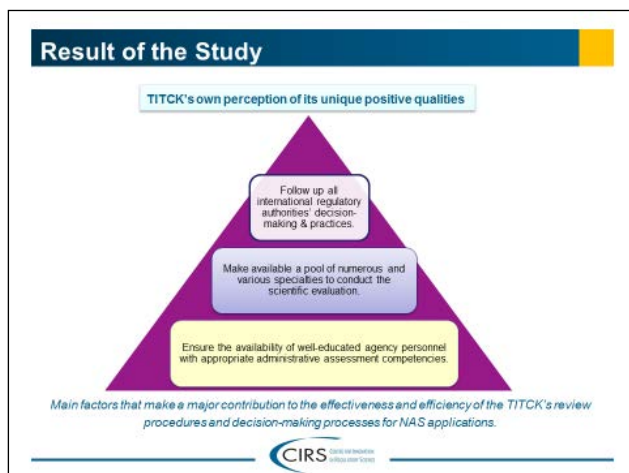 Result of the Study
TITCK's own perception of its unique positive qualities
Follow up all
international regulatory
authorities' decision-
making & practices.
Make available a pool of numerous and
various specialties to conduct the
scientific evaluation.
Ensure the availability of well-educated agency personnel
with appropriate administrative assessment competencies.
Main factors that make a major contribution to the effectiveness and efficiency of the TITCK's review
procedures and decision-making processes for NAS applications.
CIRS